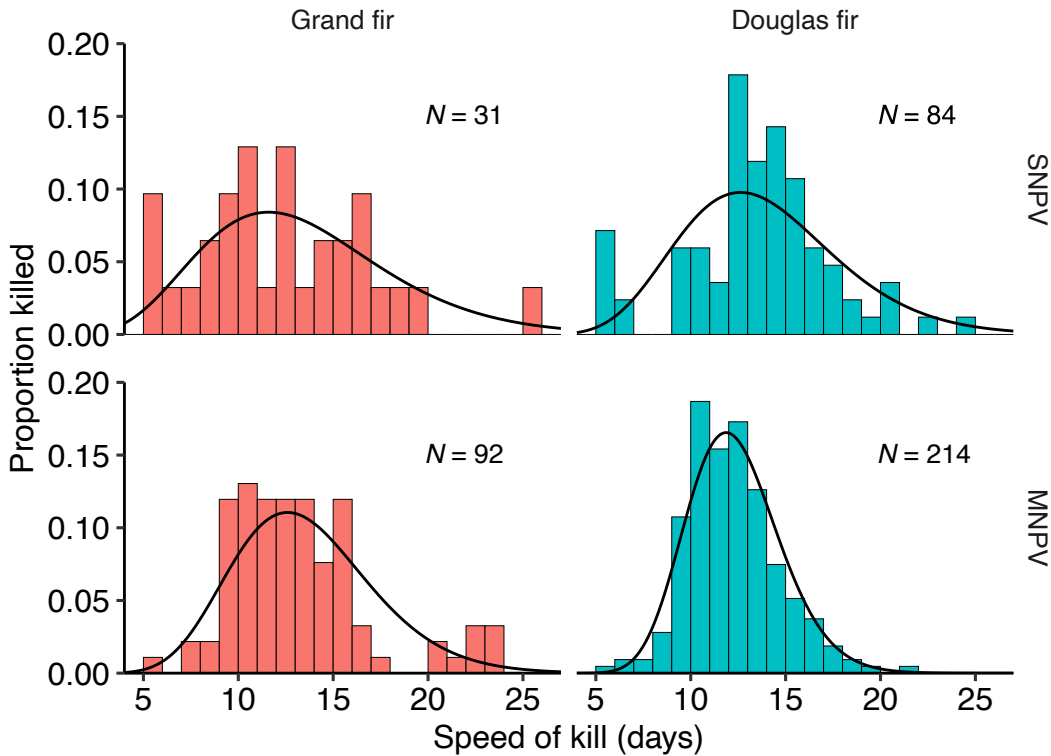 Grand fir
Douglas fir
0.20
0.15
0.10
0.05
0.00
N = 31
N = 84
SNPV
Proportion killed
0.20
0.15
0.10
0.05
0.00
N = 92
N = 214
MNPV
5 10 15 20 25
5 10 15 20 25
Speed of kill (days)